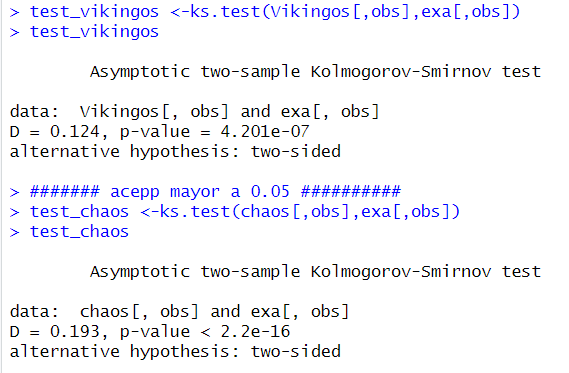 > test_vikingos <-ks.test(Vikingos[,obs],exa[,obs])
> test_vikingos
Asymptotic two-sample Kolmogorov-Smirnov test
data:  Vikingos[, obs] and exa[, obs]
D = 0.124, p-value = 4.201e-07
alternative hypothesis: two-sided
> ####### acepp mayor a 0.05 ##########
> test_chaos <-ks.test(chaos[,obs],exa[,obs])
> test_chaos
Asymptotic two-sample Kolmogorov-Smirnov test
data:  chaos[, obs] and exa[, obs]
D = 0.193, p-value < 2.2e-16
alternative hypothesis: two-sided